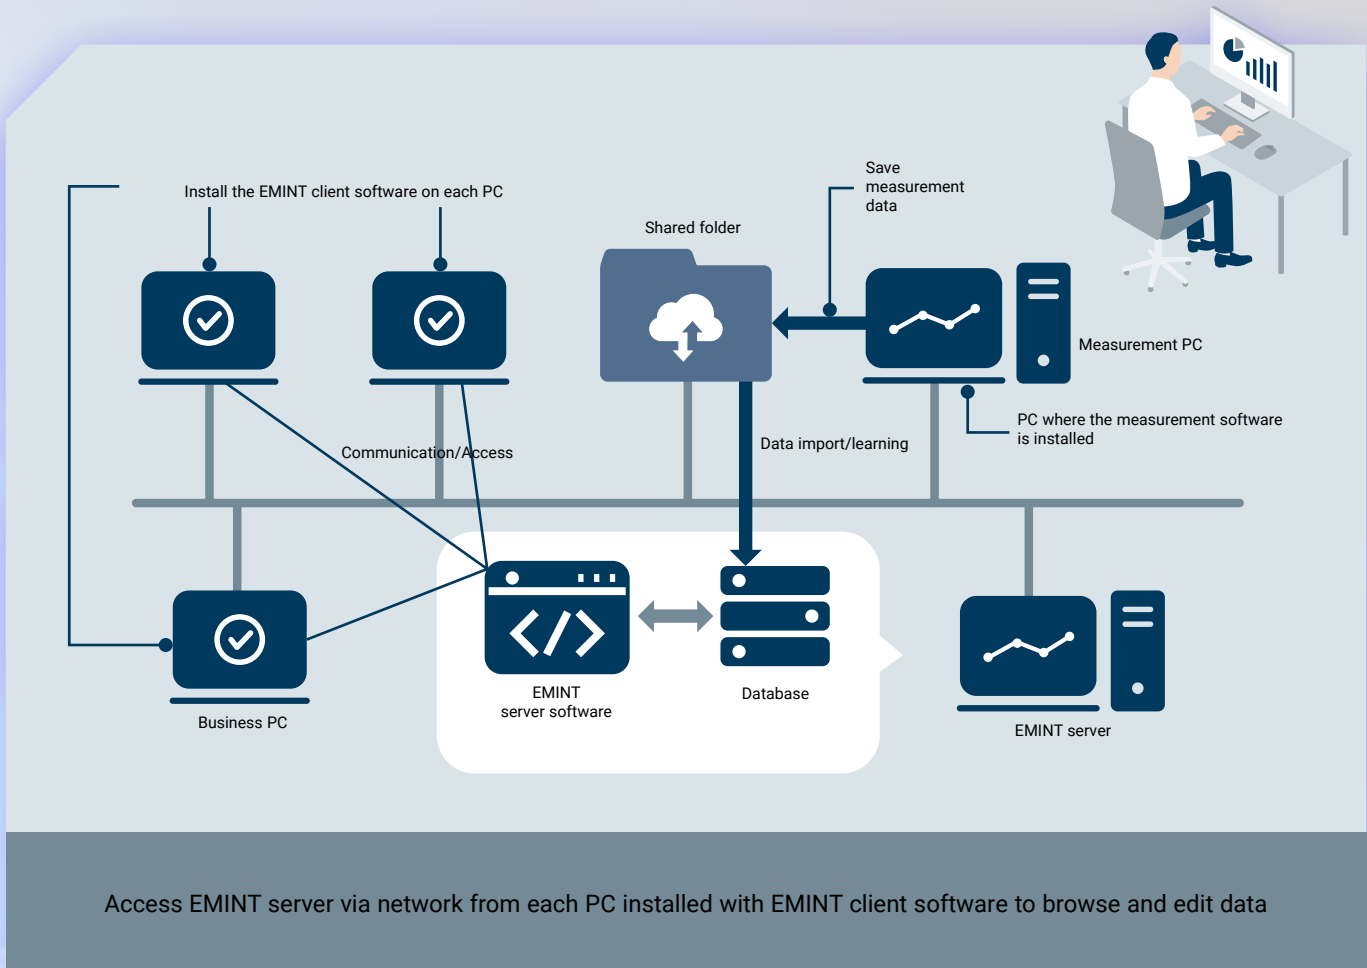 Install the EMINT client software on each PC
Save
measurement
data
Shared folder
Measurement PC
PC where the measurement software
is installed
Communication/Access
Data import/learning
Business PC
EMINT
server software
Database
EMINT server
Access EMINT server via network from each PC installed with EMINT client software to browse and edit data